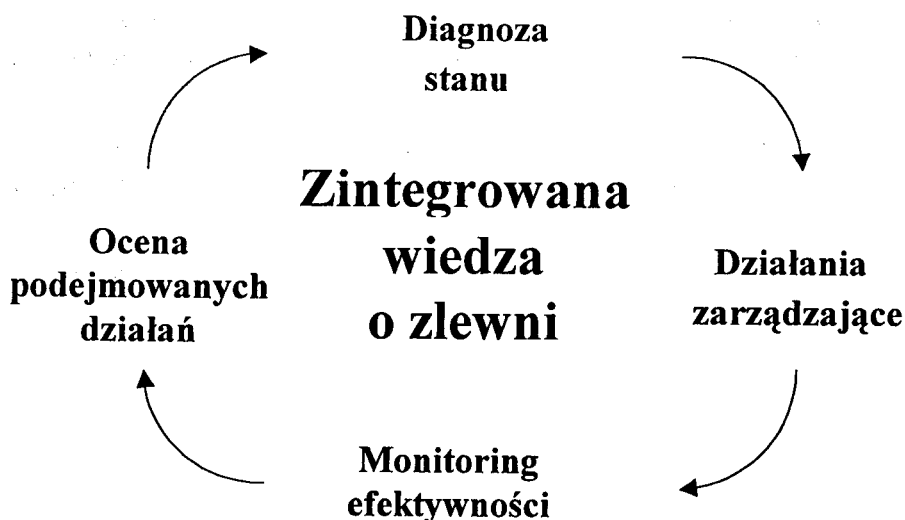 Diagnoza
stanu
Zintegrowana
wiedza
o zlewni
Działania
zarządzające
Monitoring
efektywności
Ocena
podejmowanych
działań